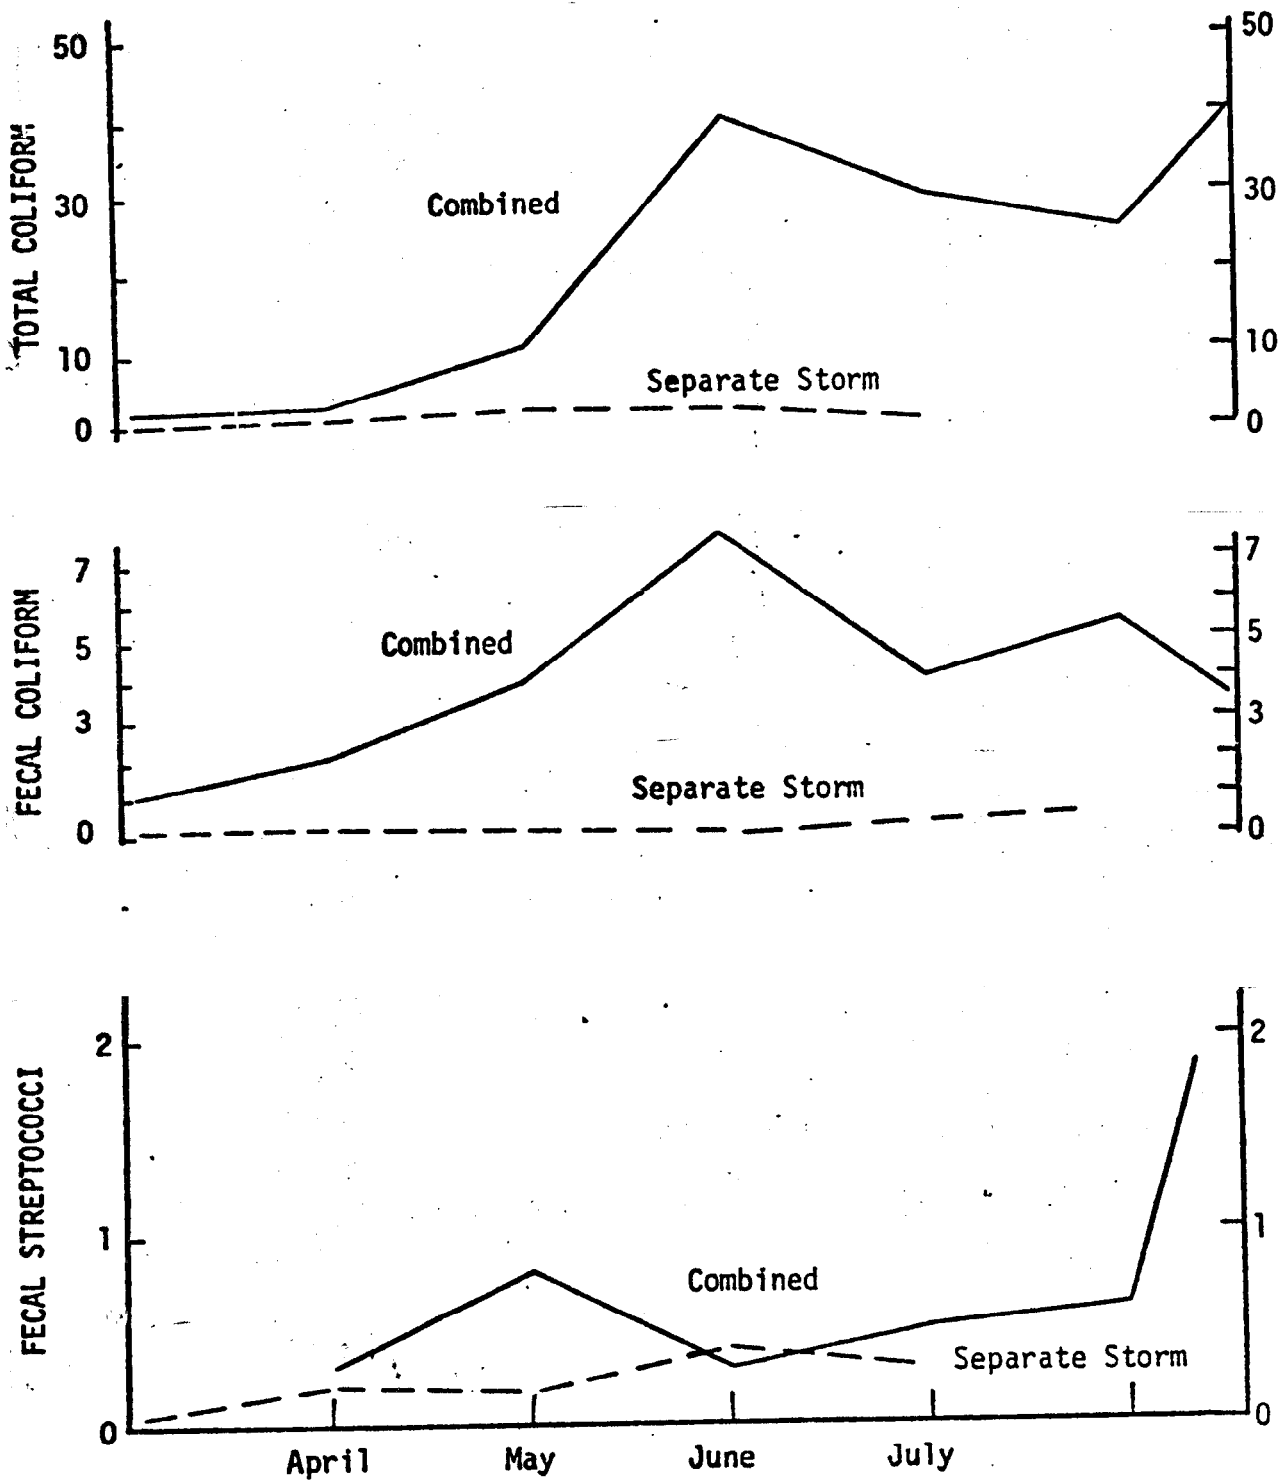 TOTAL COLIFORM
50
30
10
0
Combined
Separate Storm
50
30
10
0
FECAL COLIFORM
7
5
3
0
Combined
Separate Storm
7
5
3
0
FECAL STREPTOCOCCI
2
1
0
Combined
Separate Storm
2
1
0
April May June July